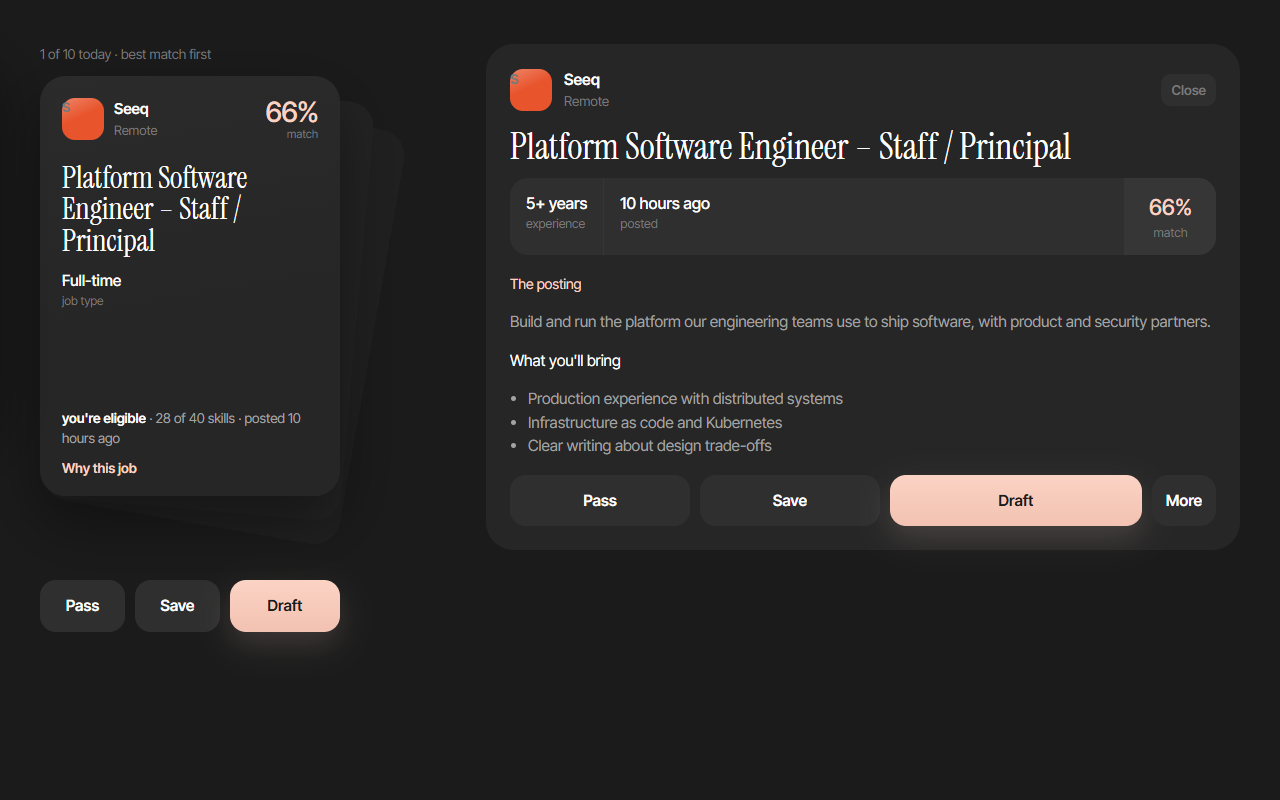 1 of 10 today · best match first
S
Seeq
Remote
66%
match
Platform Software
Engineer – Staff /
Principal
Full-time
job type
you're eligible · 28 of 40 skills · posted 10
hours ago
Why this job
Pass
Save
Draft
S
Seeq
Remote
Close
Platform Software Engineer – Staff / Principal
5+ years
experience
10 hours ago
posted
66%
match
The posting
Build and run the platform our engineering teams use to ship software, with product and security partners.
What you'll bring
• Production experience with distributed systems
• Infrastructure as code and Kubernetes
• Clear writing about design trade-offs
Pass
Save
Draft
More